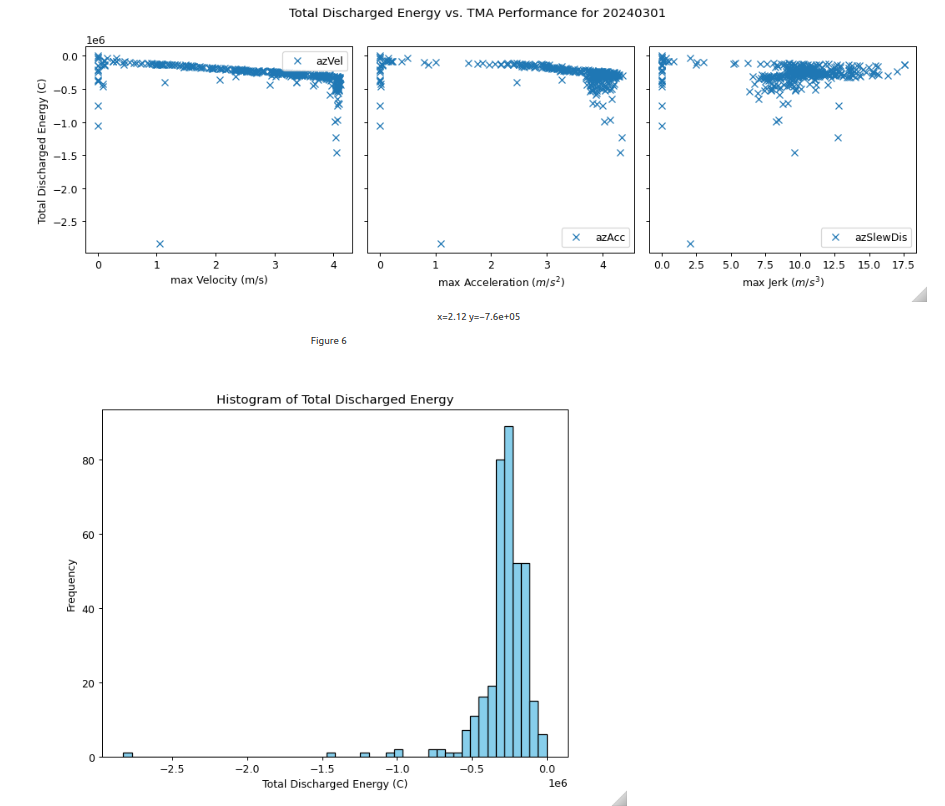 Total Discharged Energy vs. TMA Performance for 20240301
1e6
0.0
−0.5
−1.0
−1.5
−2.0
−2.5
Total Discharged Energy (C)
azVel
azAcc
azSlewDis
0 1 2 3 4
0 1 2 3 4
0.0 2.5 5.0 7.5 10.0 12.5 15.0 17.5
max Velocity (m/s)
max Acceleration (m/s²)
max Jerk (m/s³)
x=2.12 y=−7.6e+05
Figure 6
Histogram of Total Discharged Energy
80
60
40
20
0
Frequency
−2.5 −2.0 −1.5 −1.0 −0.5 0.0
Total Discharged Energy (C)
1e6